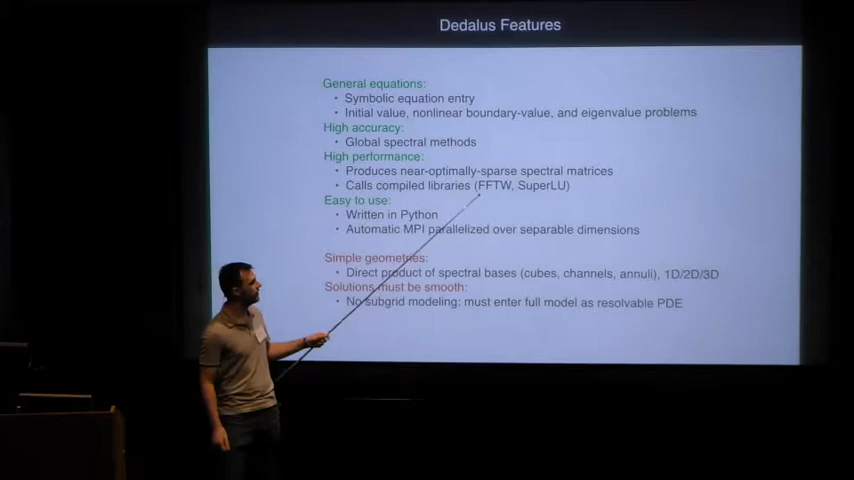 Dedalus Features
General equations:
• Symbolic equation entry
• Initial value, nonlinear boundary-value, and eigenvalue problems
High accuracy:
• Global spectral methods
High performance:
• Produces near-optimally-sparse spectral matrices
• Calls compiled libraries (FFTW, SuperLU)
Easy to use:
• Written in Python
• Automatic MPI parallelized over separable dimensions
Simple geometries:
• Direct product of spectral bases (cubes, channels, annuli), 1D/2D/3D
Solutions must be smooth:
• No subgrid modeling: must enter full model as resolvable PDE